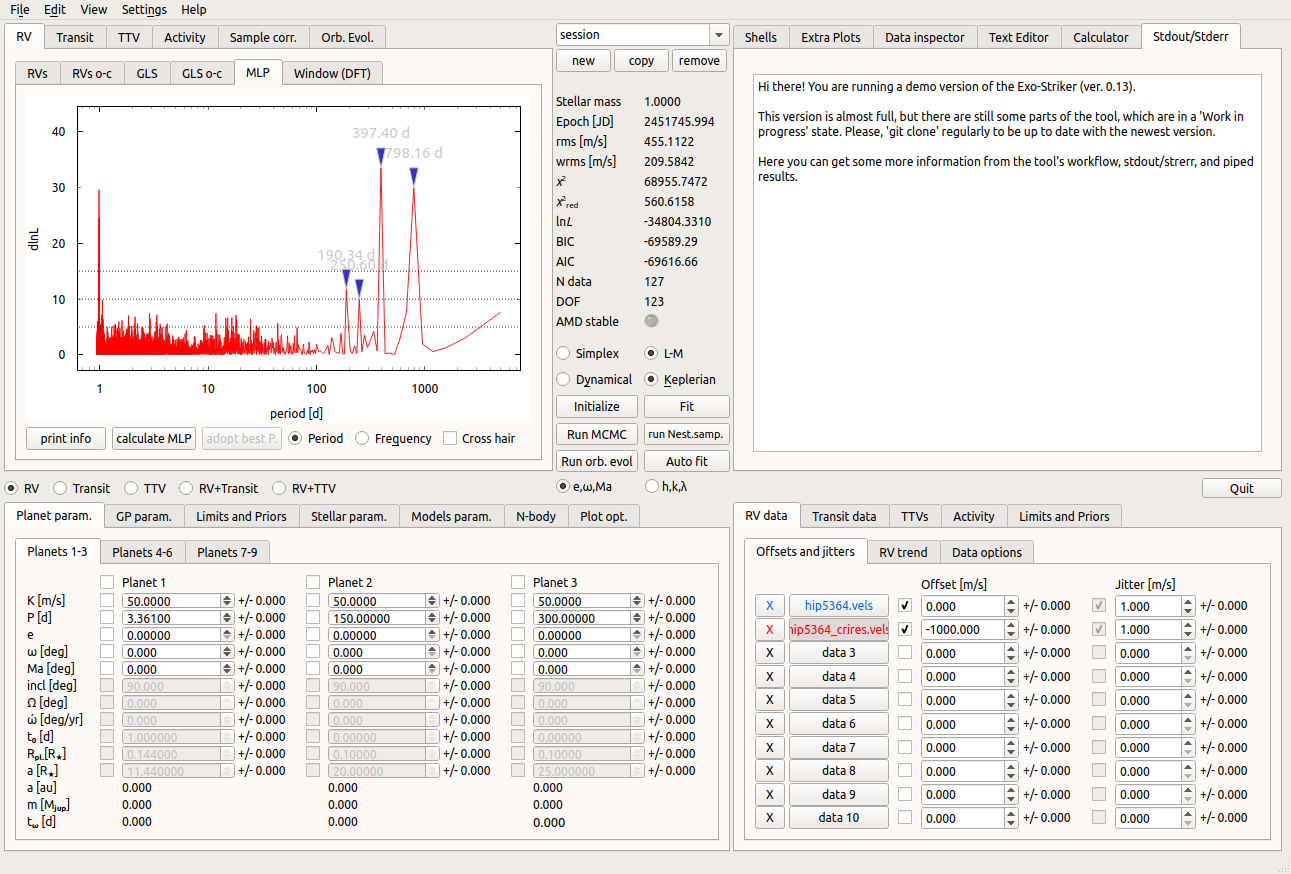 File Edit View Settings Help
RV Transit TTV Activity Sample corr. Orb. Evol.
RVs RVs o-c GLS GLS o-c MLP Window (DFT)
dlnL
40
30
20
10
0
397.40 d
798.16 d
190.34 d
250.60 d
1 10 100 1000
period [d]
print info calculate MLP adopt best P. Period Frequency Cross hair
session
new copy remove
Stellar mass 1.0000
Epoch [JD] 2451745.994
rms [m/s] 455.1122
wrms [m/s] 209.5842
χ² 68955.7472
χ²red 560.6158
lnL -34804.3310
BIC -69589.29
AIC -69616.66
N data 127
DOF 123
AMD stable
Simplex L-M
Dynamical Keplerian
Initialize Fit
Run MCMC run Nest.samp.
Run orb. evol Auto fit
e,ω,Ma h,k,λ
Shells Extra Plots Data inspector Text Editor Calculator Stdout/Stderr
Hi there! You are running a demo version of the Exo-Striker (ver. 0.13).
This version is almost full, but there are still some parts of the tool, which are in a 'Work in
progress' state. Please, 'git clone' regularly to be up to date with the newest version.
Here you can get some more information from the tool's workflow, stdout/strerr, and piped
results.
RV Transit TTV RV+Transit RV+TTV
Quit
Planet param. GP param. Limits and Priors Stellar param. Models param. N-body Plot opt.
Planets 1-3 Planets 4-6 Planets 7-9
Planet 1 Planet 2 Planet 3
K [m/s] 50.0000 +/- 0.000 50.0000 +/- 0.000 50.0000 +/- 0.000
P [d] 3.36100 +/- 0.000 150.00000 +/- 0.000 300.00000 +/- 0.000
e 0.00000 +/- 0.000 0.00000 +/- 0.000 0.00000 +/- 0.000
ω [deg] 0.000 +/- 0.000 0.000 +/- 0.000 0.000 +/- 0.000
Ma [deg] 0.000 +/- 0.000 0.000 +/- 0.000 0.000 +/- 0.000
incl [deg] 90.000 +/- 0.000 90.000 +/- 0.000 90.000 +/- 0.000
Ω [deg] 0.000 +/- 0.000 0.000 +/- 0.000 0.000 +/- 0.000
ώ [deg/yr] 0.000 +/- 0.000 0.000 +/- 0.000 0.000 +/- 0.000
t₀ [d] 1.000000 +/- 0.000 0.00000 +/- 0.000 0.00000 +/- 0.000
Rpl.[R★] 0.144000 +/- 0.000 0.10000 +/- 0.000 0.10000 +/- 0.000
a [R★] 11.440000 +/- 0.000 20.00000 +/- 0.000 25.000000 +/- 0.000
a [au] 0.000 0.000 0.000
m [Mjup] 0.000 0.000 0.000
tω [d] 0.000 0.000 0.000
RV data Transit data TTVs Activity Limits and Priors
Offsets and jitters RV trend Data options
Offset [m/s] Jitter [m/s]
X hip5364.vels 0.000 +/- 0.000 1.000 +/- 0.000
X hip5364_crires.vels -1000.000 +/- 0.000 1.000 +/- 0.000
X data 3 0.000 +/- 0.000 0.000 +/- 0.000
X data 4 0.000 +/- 0.000 0.000 +/- 0.000
X data 5 0.000 +/- 0.000 0.000 +/- 0.000
X data 6 0.000 +/- 0.000 0.000 +/- 0.000
X data 7 0.000 +/- 0.000 0.000 +/- 0.000
X data 8 0.000 +/- 0.000 0.000 +/- 0.000
X data 9 0.000 +/- 0.000 0.000 +/- 0.000
X data 10 0.000 +/- 0.000 0.000 +/- 0.000